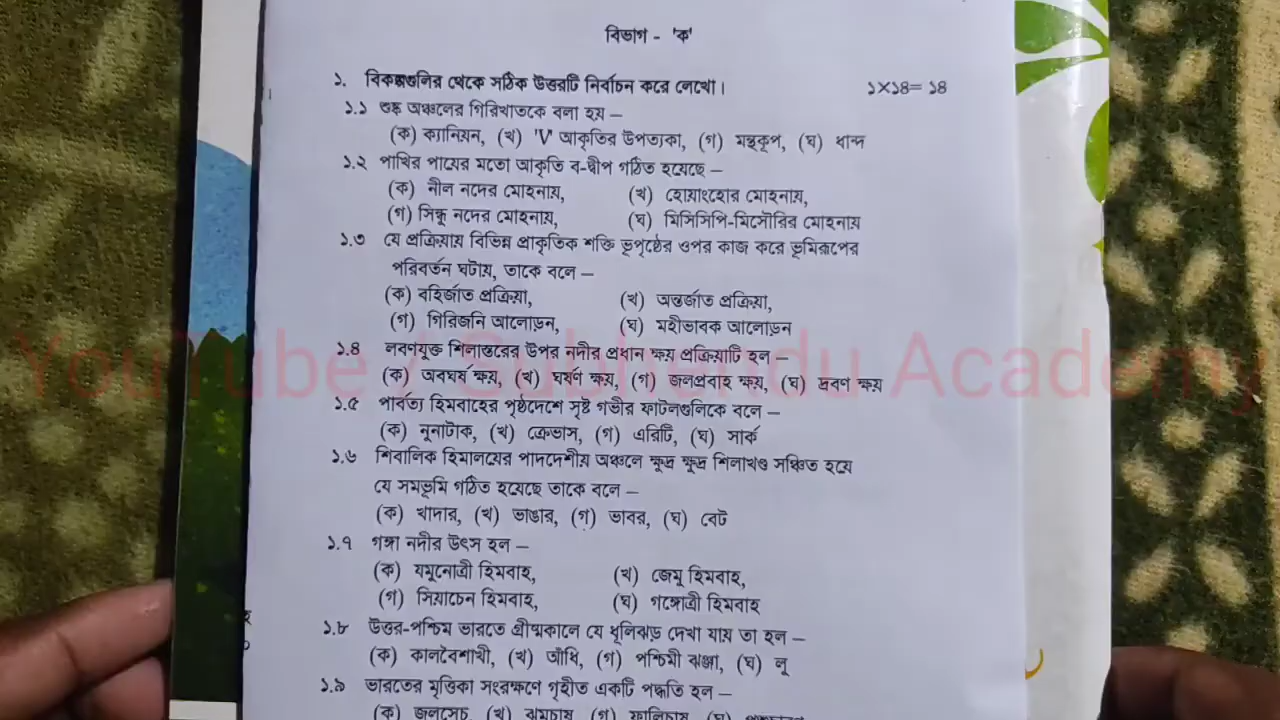 বিভাগ - 'ক'
১. বিকল্পগুলির থেকে সঠিক উত্তরটি নির্বাচন করে লেখো। ১X১৪= ১৪
১.১ শুষ্ক অঞ্চলের গিরিখাতকে বলা হয় –
(ক) ক্যানিয়ন, (খ) 'V' আকৃতির উপত্যকা, (গ) মন্থকূপ, (ঘ) ধান্দ
১.২ পাখির পায়ের মতো আকৃতি ব-দ্বীপ গঠিত হয়েছে –
(ক) নীল নদের মোহনায়, (খ) হোয়াংহোর মোহনায়,
(গ) সিন্ধু নদের মোহনায়, (ঘ) মিসিসিপি-মিসৌরির মোহনায়
১.৩ যে প্রক্রিয়ায় বিভিন্ন প্রাকৃতিক শক্তি ভূপৃষ্ঠের ওপর কাজ করে ভূমিরূপের
পরিবর্তন ঘটায়, তাকে বলে –
(ক) বহির্জাত প্রক্রিয়া, (খ) অন্তর্জাত প্রক্রিয়া,
(গ) গিরিজনি আলোড়ন, (ঘ) মহীভাবক আলোড়ন
১.৪ লবণযুক্ত শিলাস্তরের উপর নদীর প্রধান ক্ষয় প্রক্রিয়াটি হল –
(ক) অবঘর্ষ ক্ষয়, (খ) ঘর্ষণ ক্ষয়, (গ) জলপ্রবাহ ক্ষয়, (ঘ) দ্রবণ ক্ষয়
YouTube / Subhendu Academy
১.৫ পার্বত্য হিমবাহের পৃষ্ঠদেশে সৃষ্ট গভীর ফাটলগুলিকে বলে –
(ক) নুনাটাক, (খ) ক্রেভাস, (গ) এরিটি, (ঘ) সার্ক
১.৬ শিবালিক হিমালয়ের পাদদেশীয় অঞ্চলে ক্ষুদ্র ক্ষুদ্র শিলাখণ্ড সঞ্চিত হয়ে
যে সমভূমি গঠিত হয়েছে তাকে বলে –
(ক) খাদার, (খ) ভাঙার, (গ) ভাবর, (ঘ) বেট
১.৭ গঙ্গা নদীর উৎস হল –
(ক) যমুনোত্রী হিমবাহ, (খ) জেমু হিমবাহ,
(গ) সিয়াচেন হিমবাহ, (ঘ) গঙ্গোত্রী হিমবাহ
১.৮ উত্তর-পশ্চিম ভারতে গ্রীষ্মকালে যে ধূলিঝড় দেখা যায় তা হল –
(ক) কালবৈশাখী, (খ) আঁধি, (গ) পশ্চিমী ঝঞ্ঝা, (ঘ) লু
১.৯ ভারতের মৃত্তিকা সংরক্ষণে গৃহীত একটি পদ্ধতি হল –
(ক) জলসেচ, (খ) ঝুমচাষ, (গ) ফালিচাষ, (ঘ)